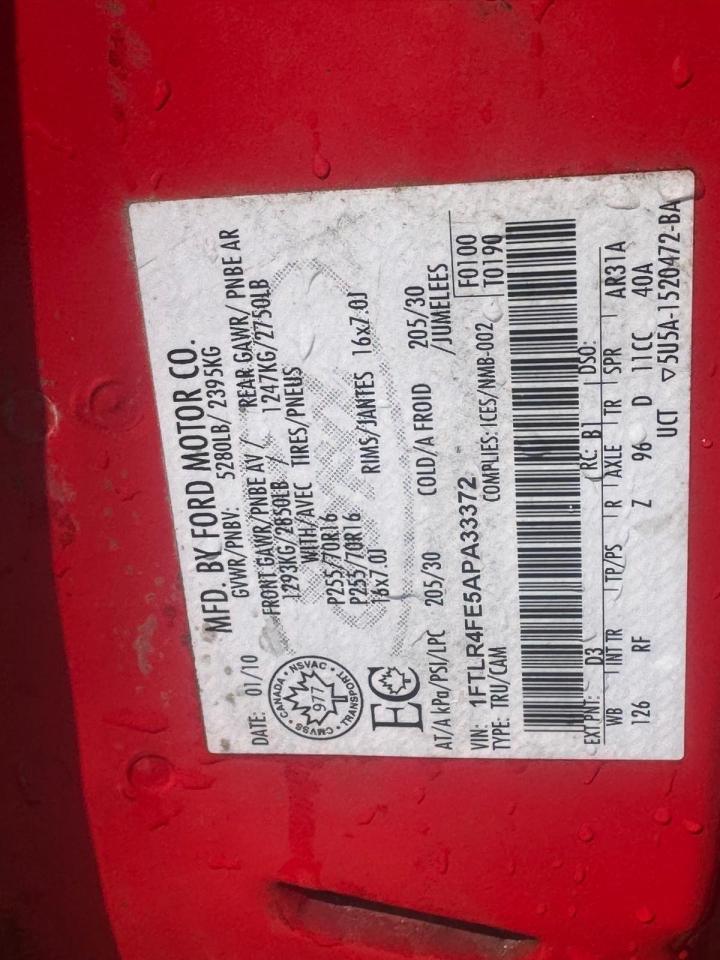 MFD. BY FORD MOTOR CO.
DATE: 01/10 GVWR/PNBV: 5280LB/2395KG
FRONT GAWR/PNBE AV / REAR GAWR/PNBE AR
1293KG/2850LB / 1247KG/2750LB
WITH/AVEC TIRES/PNEUS
P255/70R16
P255/70R16
16x7.0J RIMS/JANTES 16x7.0J
CMVSS · CANADA · NSVAC · TRANSPORT
977
EC
AT/A kPa/PSI/LPC 205/30 COLD/A FROID 205/30
/JUMELEES
VIN: 1FTLR4FE5APA33372 F0100
TYPE: TRU/CAM COMPLIES: ICES/NMB-002 T0190
EXT PNT: D3 RC: B1 DSO:
WB INT TR TP/PS R AXLE TR SPR AR31A
126 RF Z 96 D 11CC 40A
UCT ▽5U5A-1520472-BA